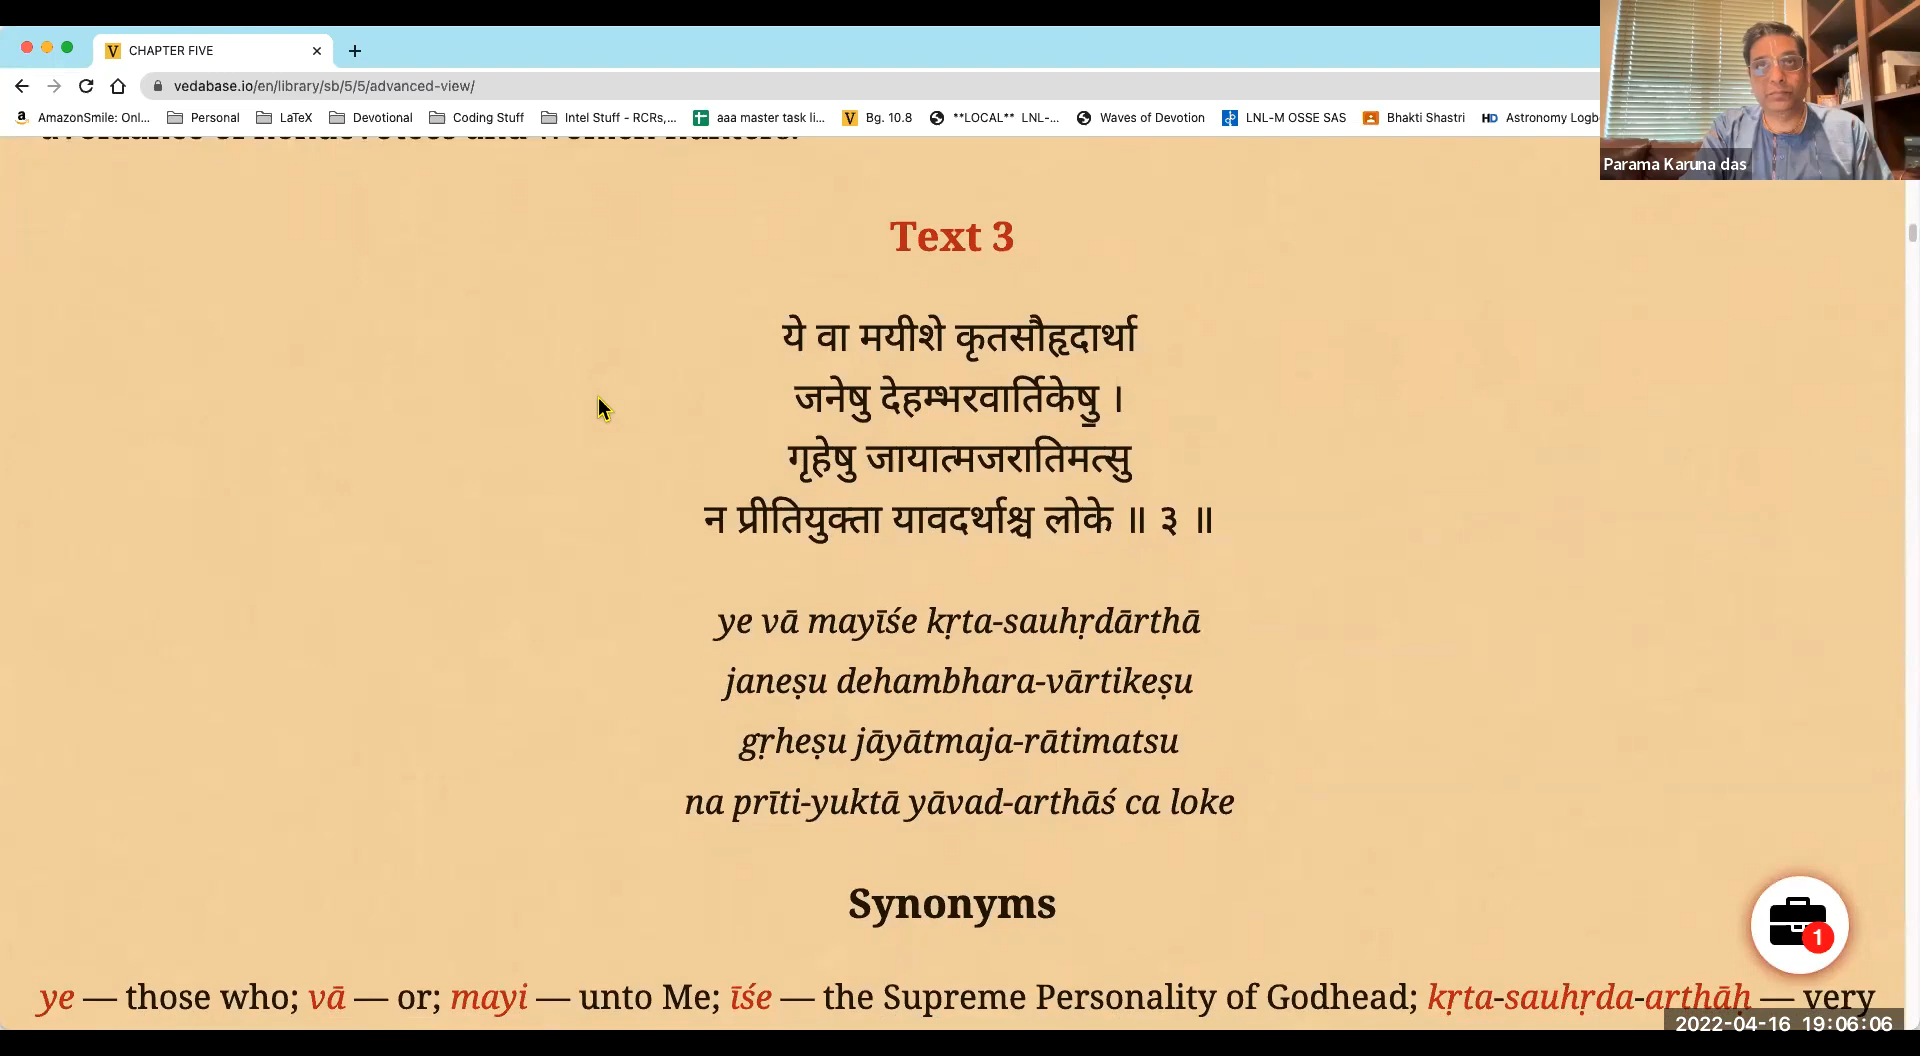 CHAPTER FIVE
vedabase.io/en/library/sb/5/5/advanced-view/
AmazonSmile: Onl...
Personal
LaTeX
Devotional
Coding Stuff
Intel Stuff - RCRs,...
aaa master task li...
Bg. 10.8
**LOCAL** LNL-...
Waves of Devotion
LNL-M OSSE SAS
Bhakti Shastri
HD Astronomy Logb
Parama Karuna das
Text 3
ये वा मयीशे कृतसौहृदार्था
जनेषु देहम्भरवार्तिकेषु ।
गृहेषु जायात्मजरातिमत्सु
न प्रीतियुक्ता यावदर्थाश्च लोके ॥ ३ ॥
ye vā mayīśe kṛta-sauhṛdārthā
janeṣu dehambhara-vārtikeṣu
gṛheṣu jāyātmaja-rātimatsu
na prīti-yuktā yāvad-arthāś ca loke
Synonyms
1
ye — those who; vā — or; mayi — unto Me; īśe — the Supreme Personality of Godhead; kṛta-sauhṛda-arthāḥ — very
2022-04-16 19:06:06